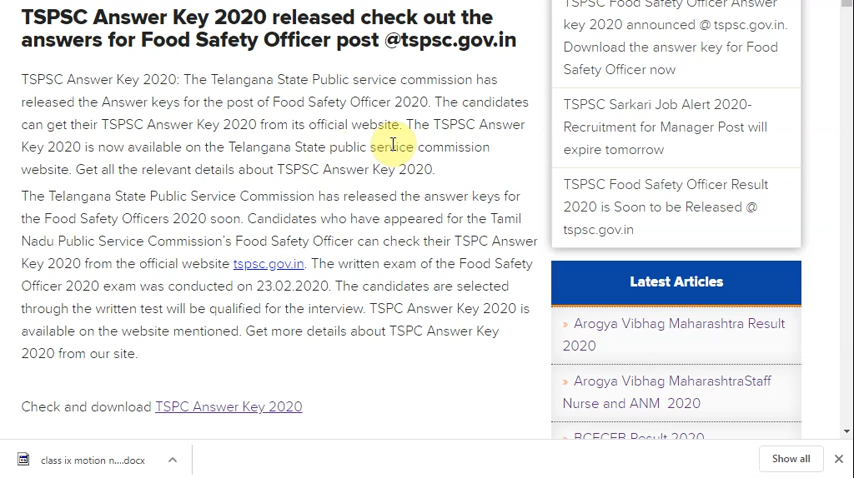 TSPSC Answer Key 2020 released check out the
answers for Food Safety Officer post @tspsc.gov.in
TSPSC Answer Key 2020: The Telangana State Public service commission has
released the Answer keys for the post of Food Safety Officer 2020. The candidates
can get their TSPSC Answer Key 2020 from its official website. The TSPSC Answer
Key 2020 is now available on the Telangana State public service commission
website. Get all the relevant details about TSPSC Answer Key 2020.
The Telangana State Public Service Commission has released the answer keys for
the Food Safety Officers 2020 soon. Candidates who have appeared for the Tamil
Nadu Public Service Commission's Food Safety Officer can check their TSPC Answer
Key 2020 from the official website tspsc.gov.in. The written exam of the Food Safety
Officer 2020 exam was conducted on 23.02.2020. The candidates are selected
through the written test will be qualified for the interview. TSPC Answer Key 2020 is
available on the website mentioned. Get more details about TSPC Answer Key
2020 from our site.
Check and download TSPC Answer Key 2020
TSPSC Food Safety Officer Answer
key 2020 announced @ tspsc.gov.in.
Download the answer key for Food
Safety Officer now
TSPSC Sarkari Job Alert 2020-
Recruitment for Manager Post will
expire tomorrow
TSPSC Food Safety Officer Result
2020 is Soon to be Released @
tspsc.gov.in
Latest Articles
» Arogya Vibhag Maharashtra Result
2020
» Arogya Vibhag MaharashtraStaff
Nurse and ANM 2020
BCECEB Result 2020
class ix motion n....docx
Show all